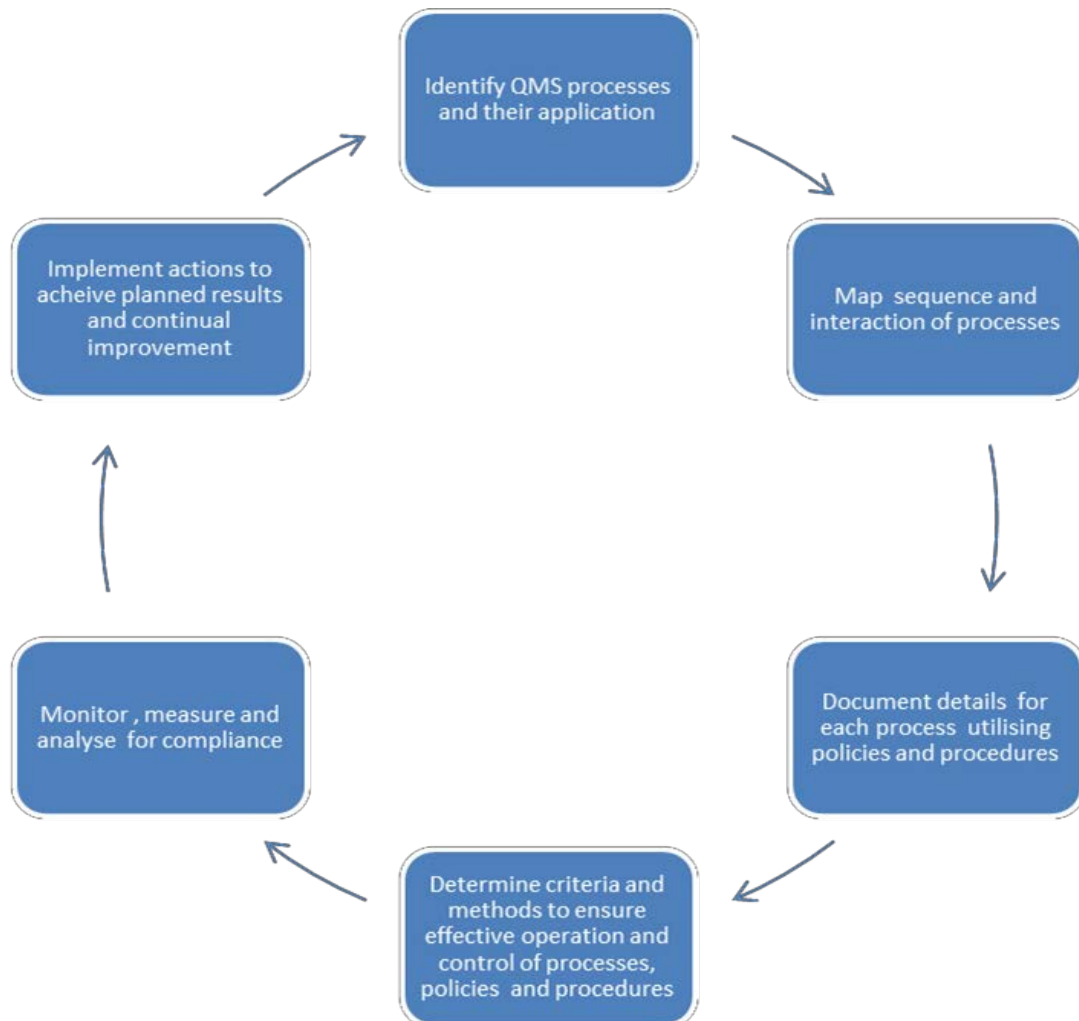 Identify QMS processes
and their application
Map sequence and
interaction of processes
Document details for
each process utilising
policies and procedures
Determine criteria and
methods to ensure
effective operation and
control of processes,
policies and procedures
Monitor , measure and
analyse for compliance
Implement actions to
acheive planned results
and continual
improvement